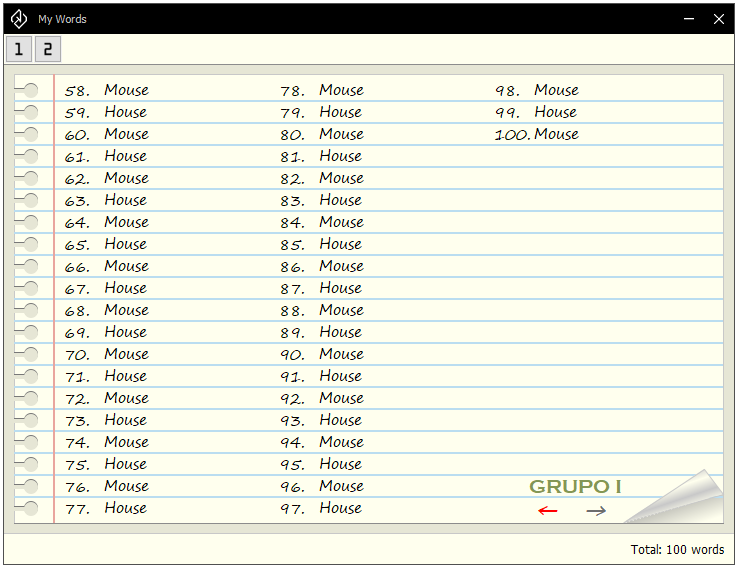 My Words
1 2
58. Mouse
59. House
60. Mouse
61. House
62. Mouse
63. House
64. Mouse
65. House
66. Mouse
67. House
68. Mouse
69. House
70. Mouse
71. House
72. Mouse
73. House
74. Mouse
75. House
76. Mouse
77. House
78. Mouse
79. House
80. Mouse
81. House
82. Mouse
83. House
84. Mouse
85. House
86. Mouse
87. House
88. Mouse
89. House
90. Mouse
91. House
92. Mouse
93. House
94. Mouse
95. House
96. Mouse
97. House
98. Mouse
99. House
100. Mouse
GRUPO I
Total: 100 words